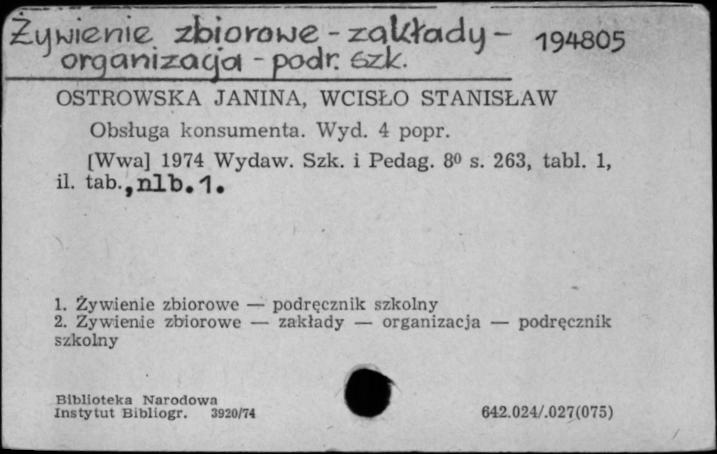 Żywienie zbiorowe - zakłady -
organizacja - podr. szk.
194805
OSTROWSKA JANINA, WCISŁO STANISŁAW
Obsługa konsumenta. Wyd. 4 popr.
[Wwa] 1974 Wydaw. Szk. i Pedag. 8⁰ s. 263, tabl. 1,
il. tab., nlb. 1.
1. Żywienie zbiorowe — podręcznik szkolny
2. Żywienie zbiorowe — zakłady — organizacja — podręcznik
szkolny
Biblioteka Narodowa
Instytut Bibliogr. 3920/74
642.024/.027(075)